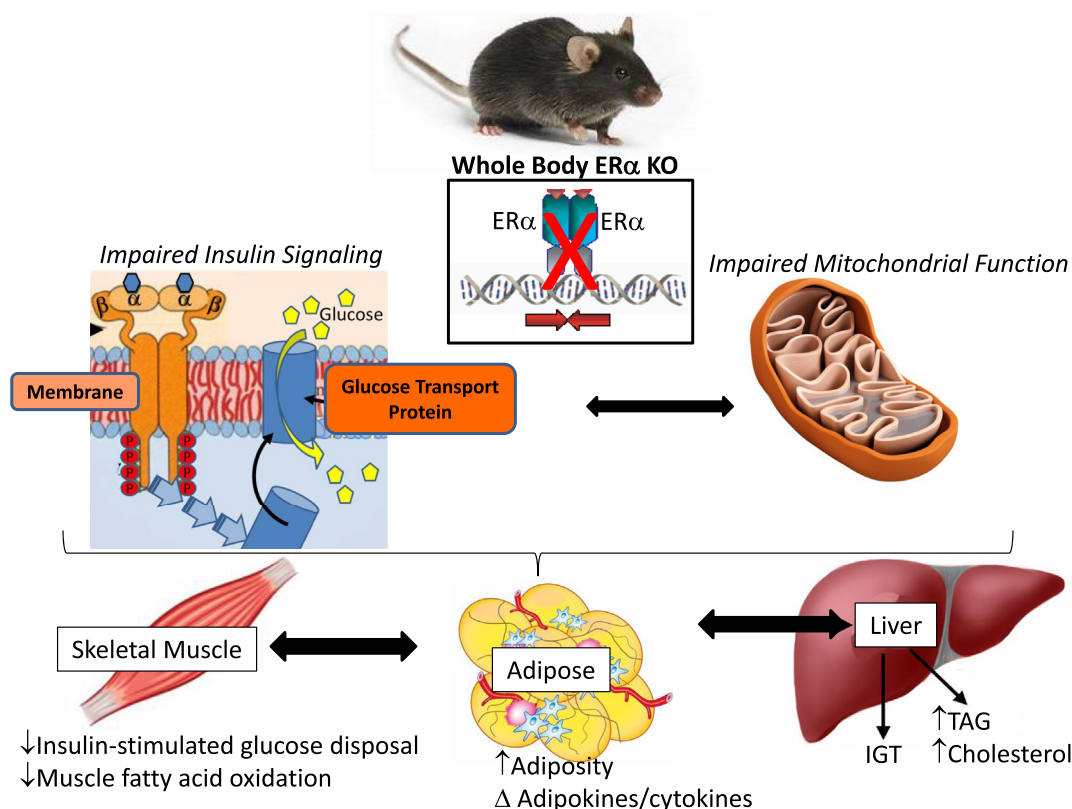 Whole Body ERα KO
ERα
ERα
Impaired Insulin Signaling
Impaired Mitochondrial Function
β
α
α
β
Glucose
Membrane
Glucose Transport
Protein
P
P
P
P
P
P
P
P
Skeletal Muscle
Adipose
Liver
↓Insulin-stimulated glucose disposal
↓Muscle fatty acid oxidation
↑Adiposity
Δ Adipokines/cytokines
IGT
↑TAG
↑Cholesterol